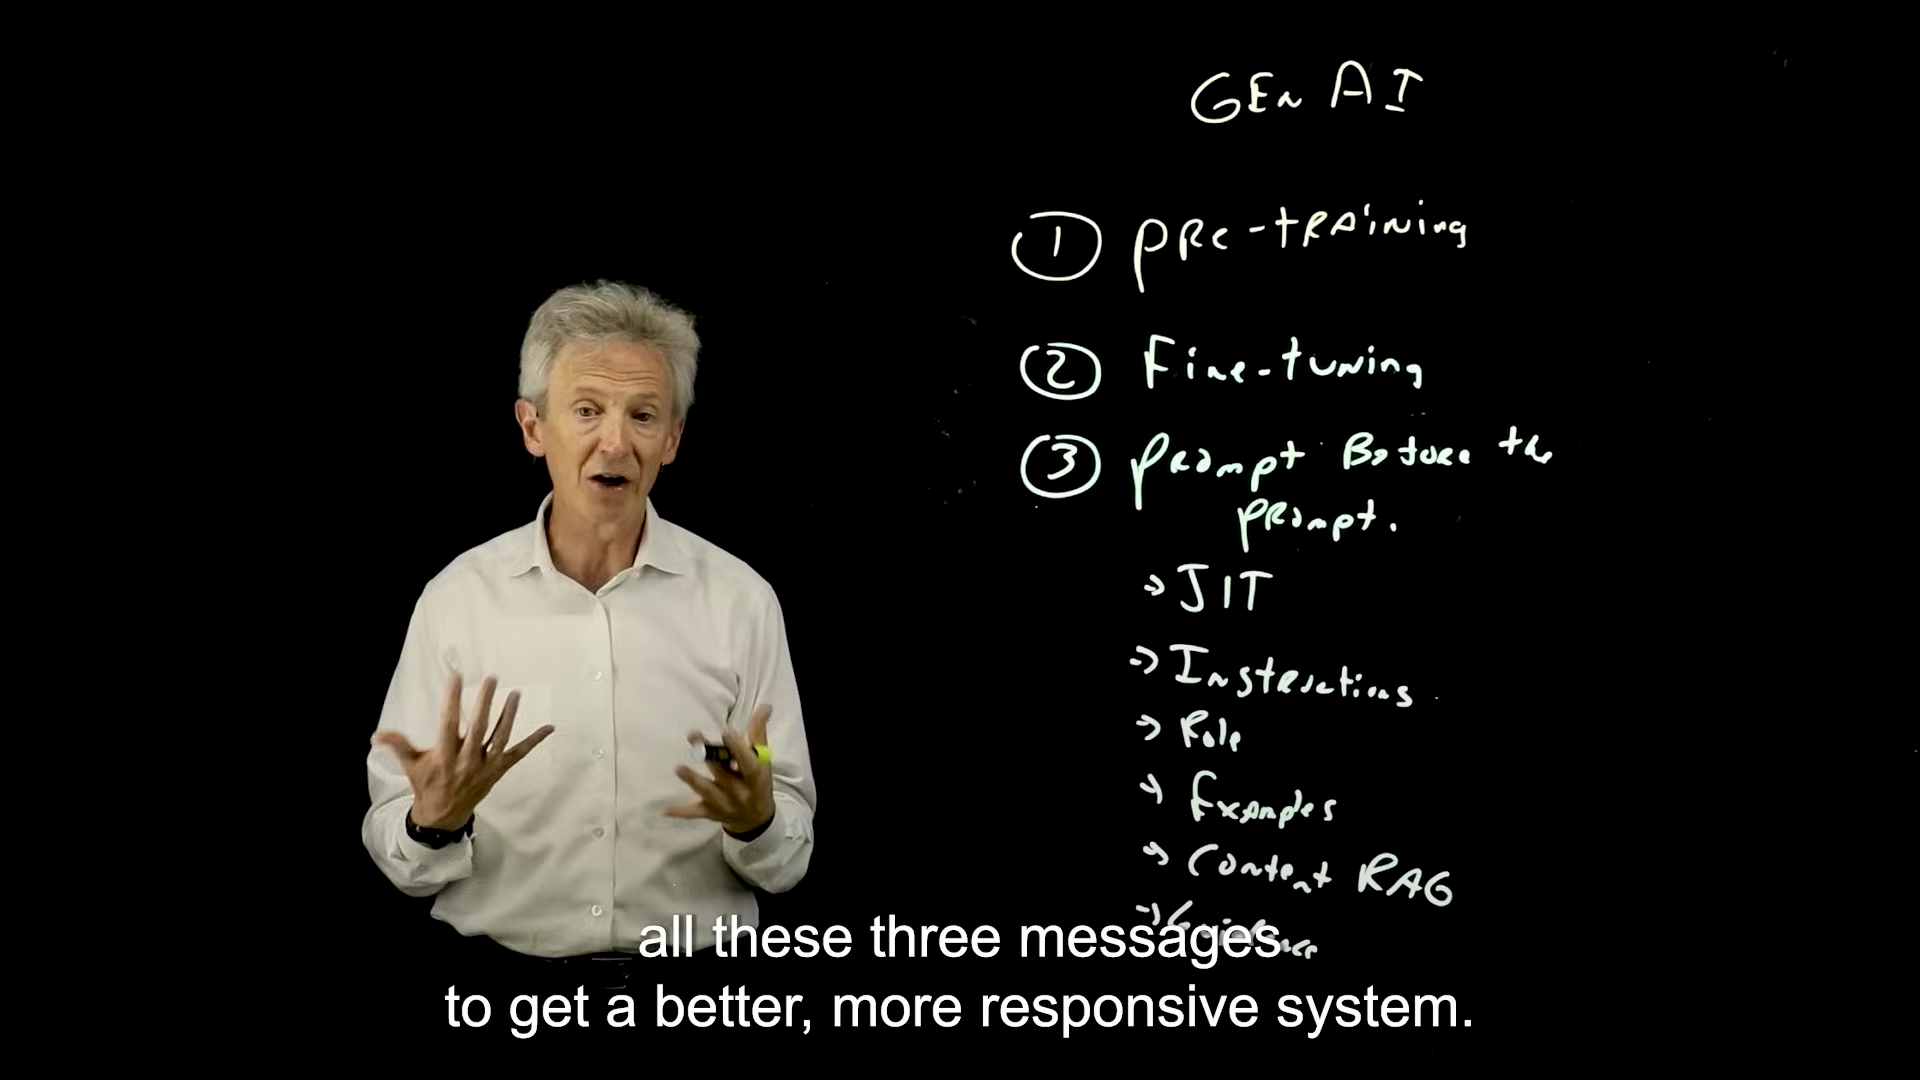 GEn AI
1 PRe-tRAining
2 Fine-tuning
3 PRompt Before the
PRompt.
→ JIT
→ Instructions
→ Role
→ Examples
→ Content RAG
→ Guidance
all these three messages
to get a better, more responsive system.